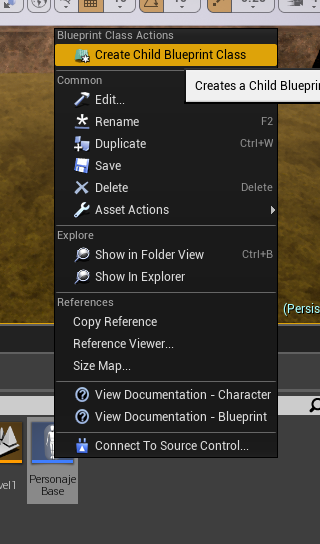 Blueprint Class Actions
Create Child Blueprint Class
Common
Creates a Child
Edit...
Rename F2
Duplicate Ctrl+W
Save
Delete Delete
Asset Actions
Explore
Show in Folder View Ctrl+B
Show In Explorer
References
Copy Reference
(Persis
Reference Viewer...
Size Map...
View Documentation - Character
View Documentation - Blueprint
Connect To Source Control...
vel1
Personaje
Base